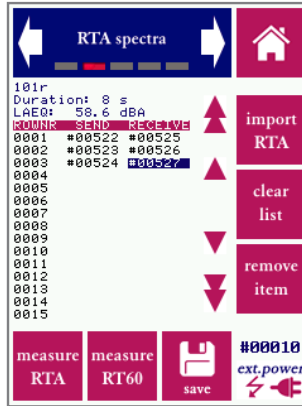 RTA spectra
101r
Duration: 8 s
LAEQ: 58.6 dBA
ROWNR SEND RECEIVE
0001 #00522 #00525
0002 #00523 #00526
0003 #00524 #00527
0004
0005
0006
0007
0008
0009
0010
0011
0012
0013
0014
0015
import
RTA
clear
list
remove
item
measure
RTA
measure
RT60
save
#00010
ext.power